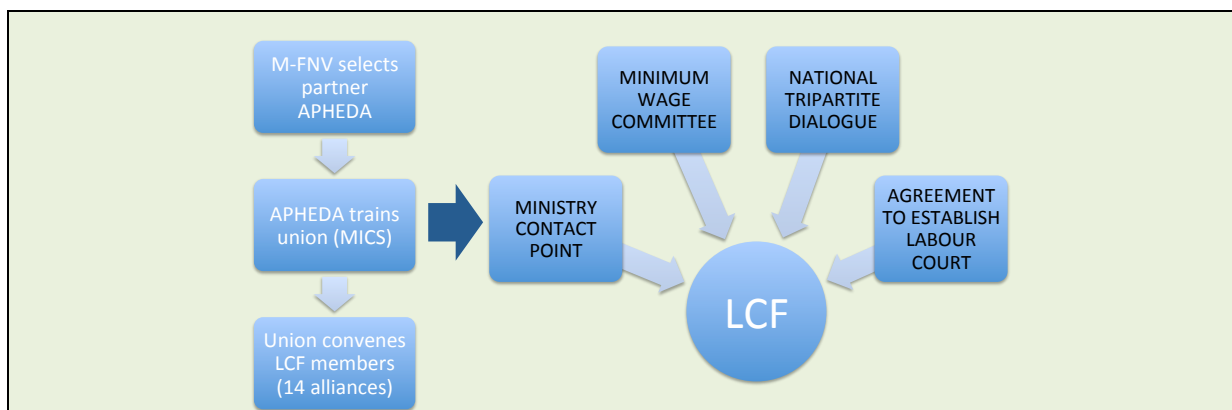 M-FNV selects
partner
APHEDA
APHEDA trains
union (MICS)
Union convenes
LCF members
(14 alliances)
MINISTRY
CONTACT
POINT
MINIMUM
WAGE
COMMITTEE
NATIONAL
TRIPARTITE
DIALOGUE
AGREEMENT
TO ESTABLISH
LABOUR
COURT
LCF